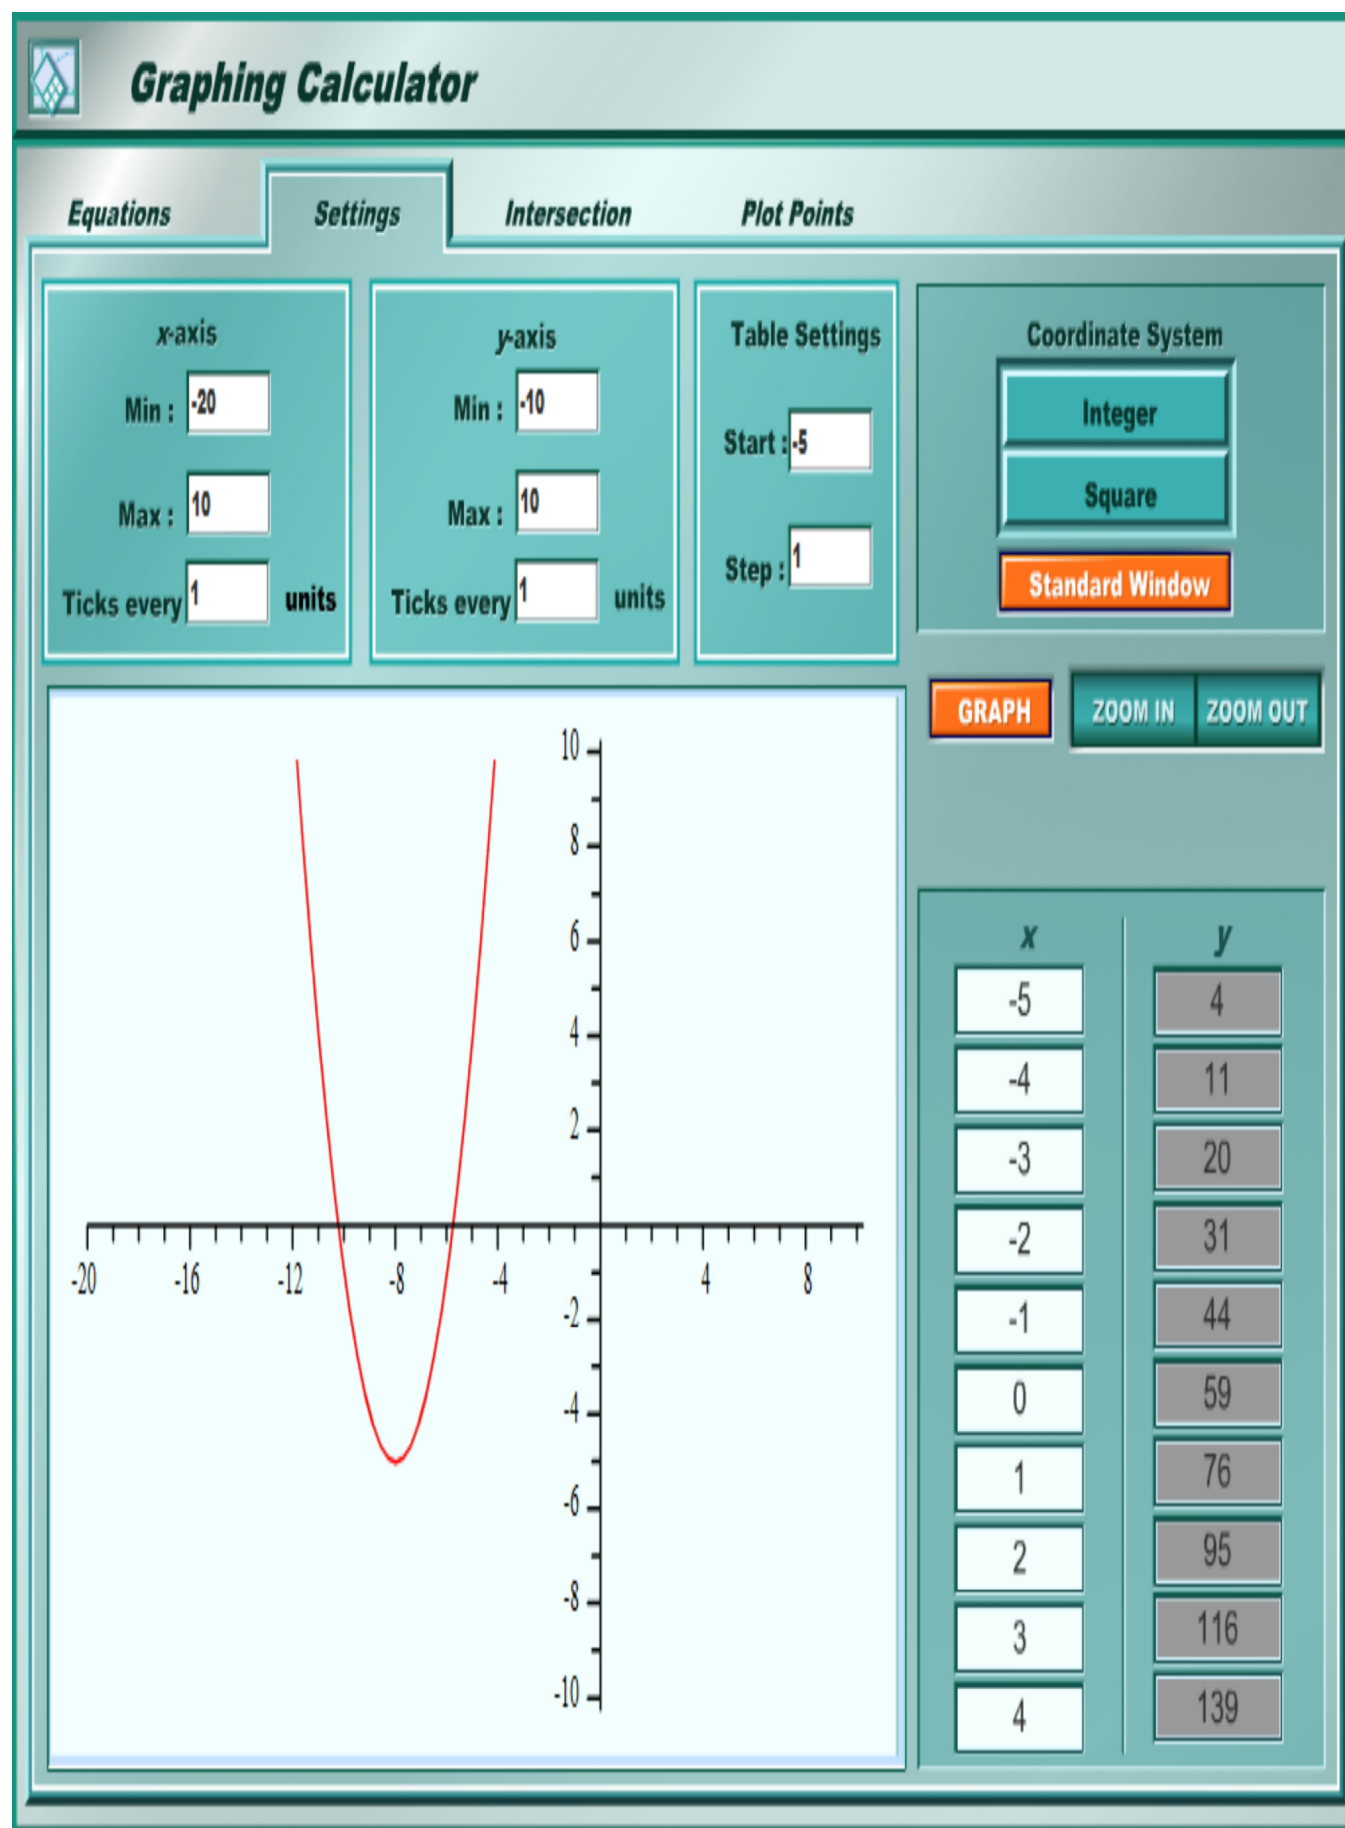 Graphing Calculator
Equations Settings Intersection Plot Points
x-axis
Min : -20
Max : 10
Ticks every 1 units
y-axis
Min : -10
Max : 10
Ticks every 1 units
Table Settings
Start : -5
Step : 1
Coordinate System
Integer
Square
Standard Window
GRAPH ZOOM IN ZOOM OUT
10
8
6
4
2
-20 -16 -12 -8 -4 4 8
-2
-4
-6
-8
-10
x y
-5 4
-4 11
-3 20
-2 31
-1 44
0 59
1 76
2 95
3 116
4 139